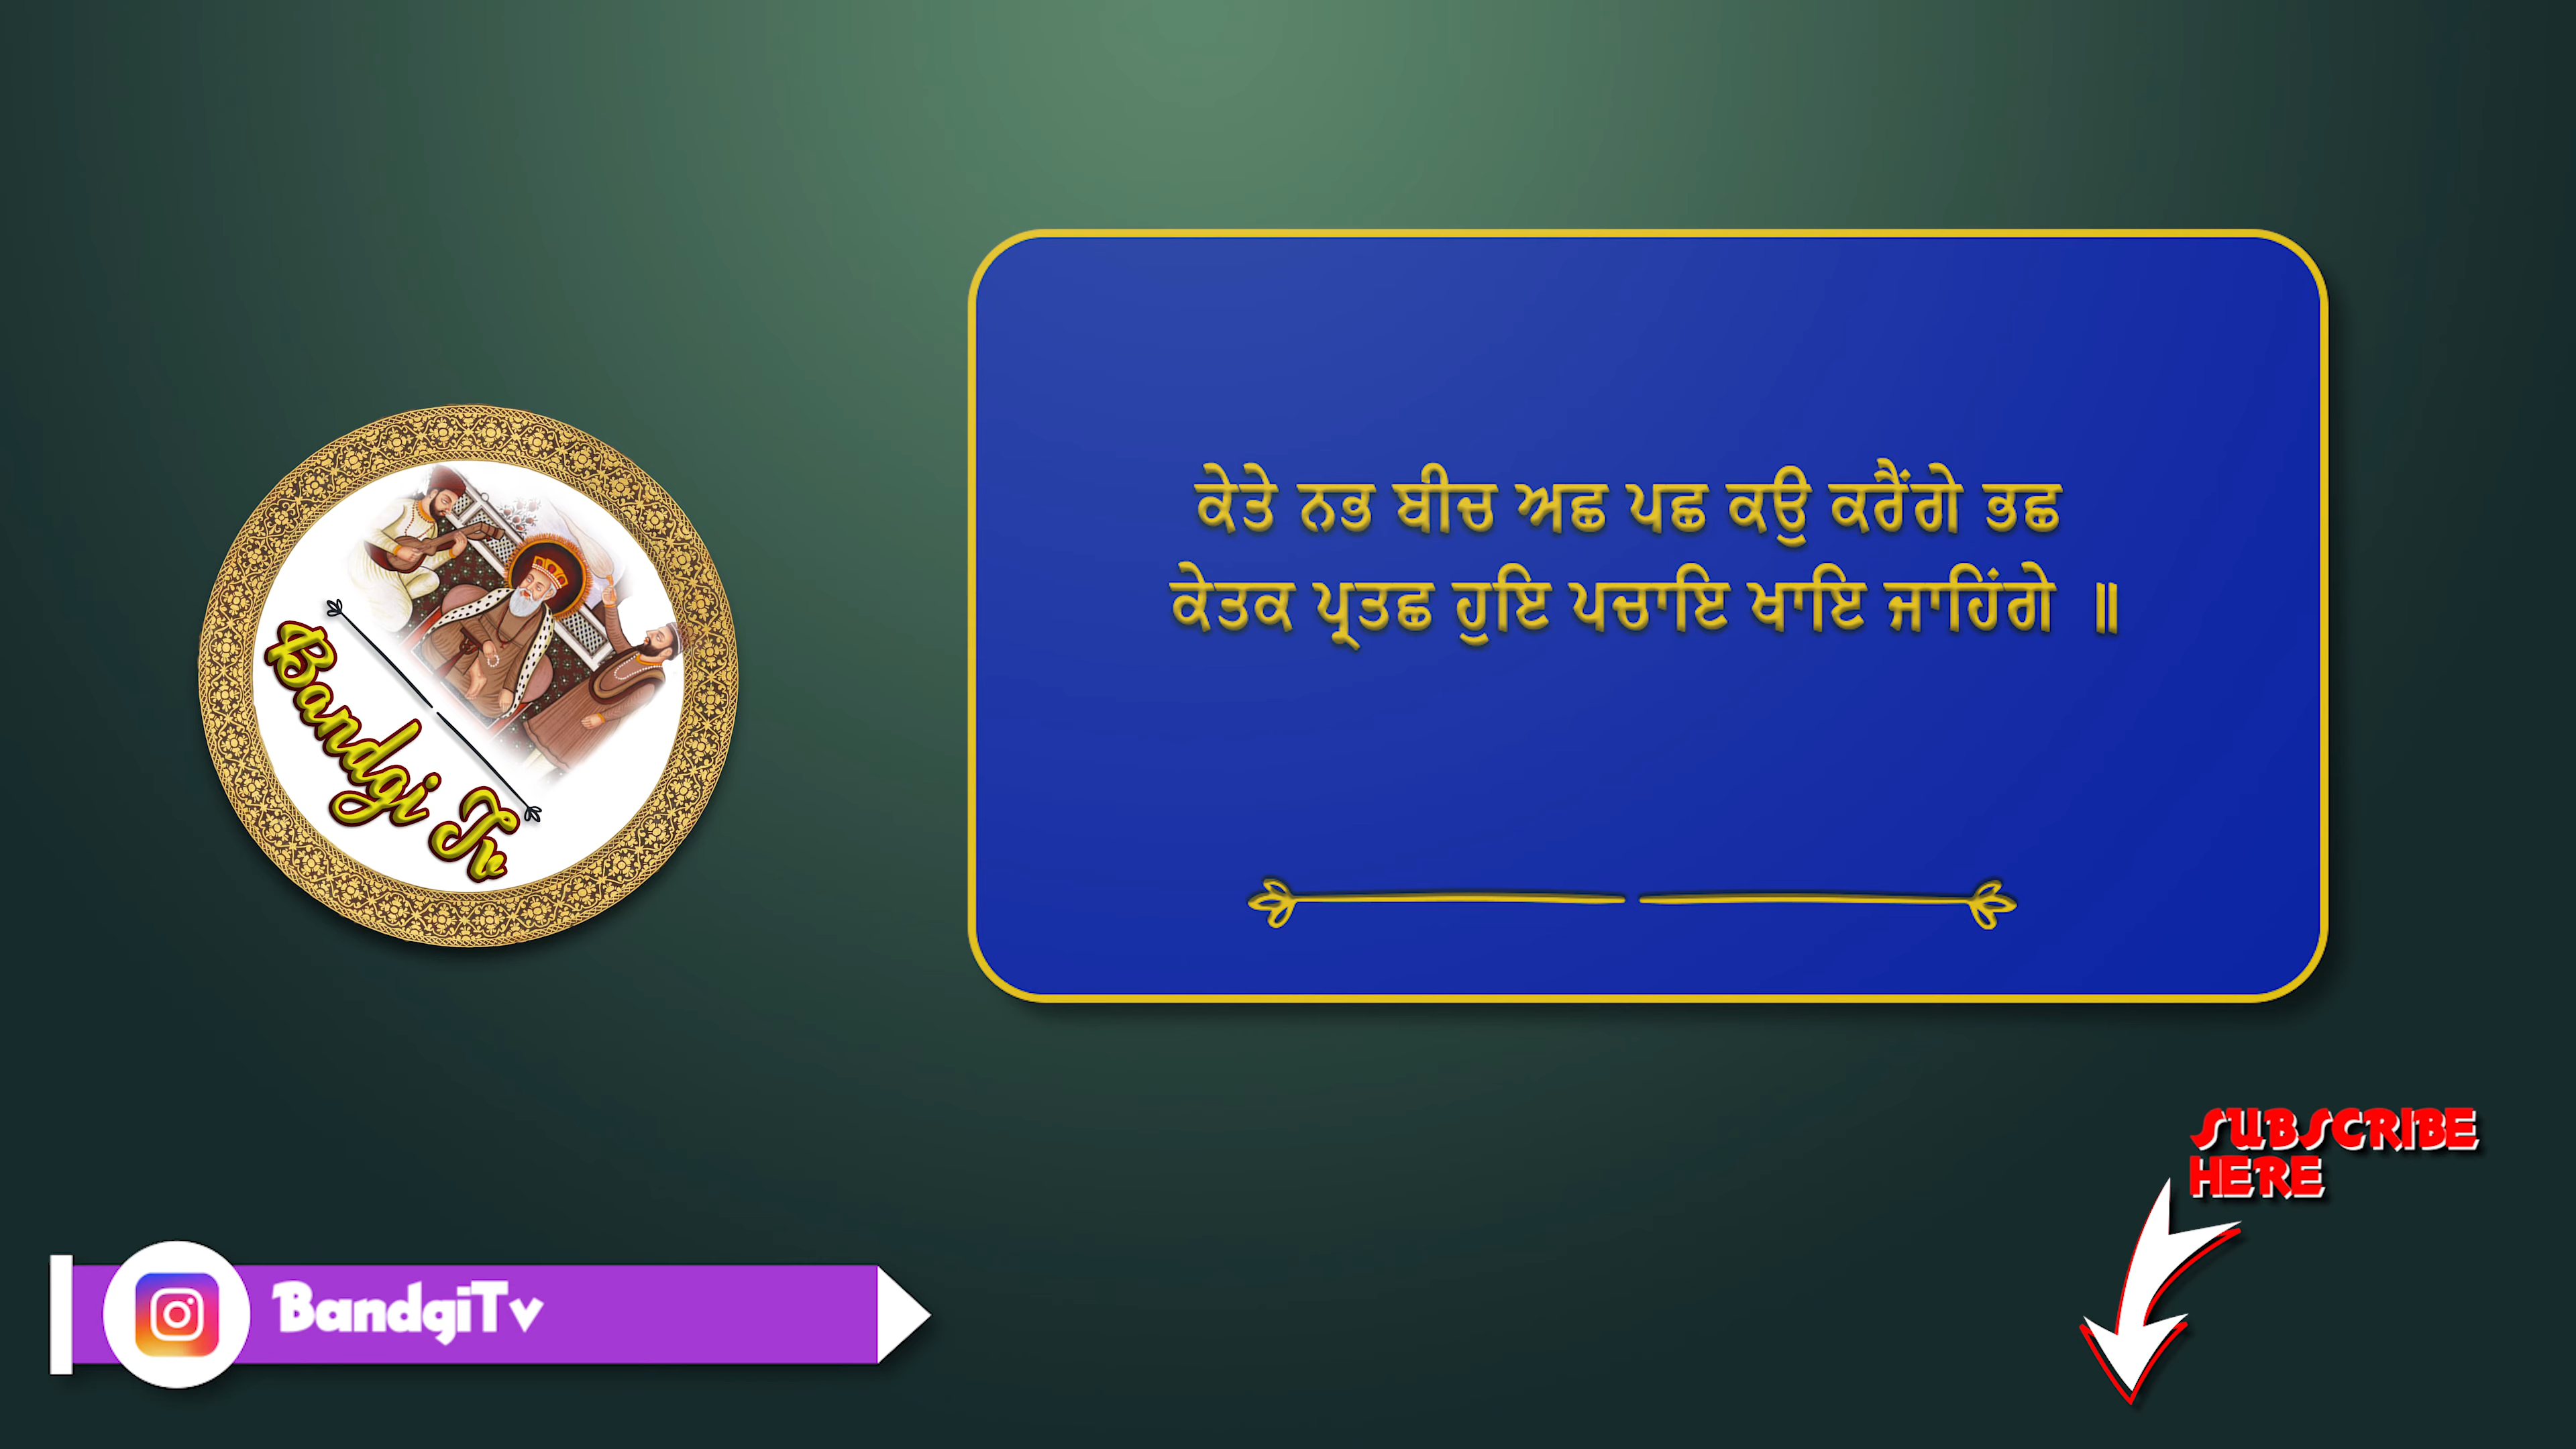 ਕੇਤੇ ਨਭ ਬੀਚ ਅਛ ਪਛ ਕਉ ਕਰੈਂਗੇ ਭਛ
ਕੇਤਕ ਪ੍ਰਤਛ ਹੁਇ ਪਚਾਇ ਖਾਇ ਜਾਹਿਂਗੇ ॥
Bandgi Tv
SUBSCRIBE
HERE
BandgiTv